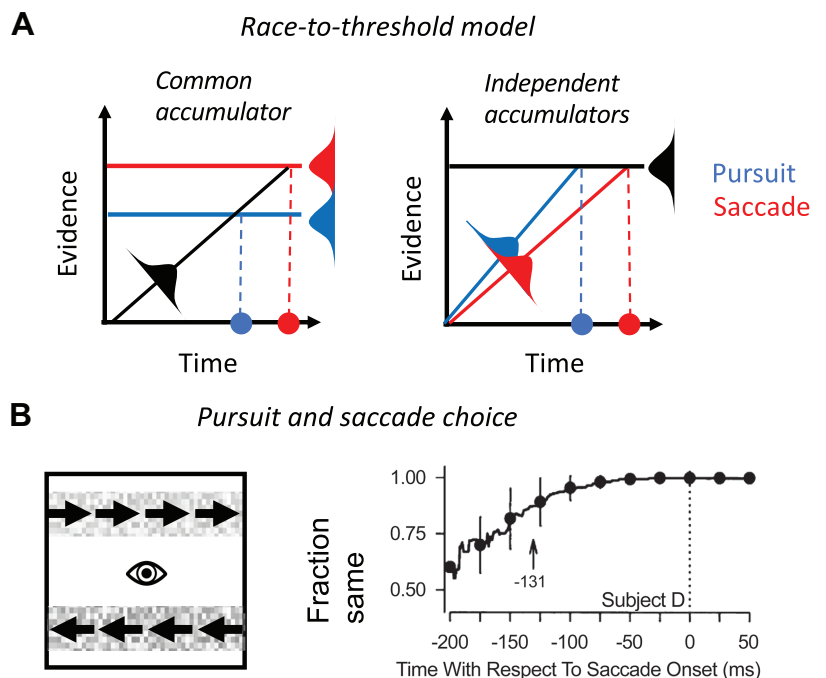 A
Race-to-threshold model
Common
accumulator
Independent
accumulators
Evidence
Time
Evidence
Time
Pursuit
Saccade
B
Pursuit and saccade choice
Fraction
same
1.00
0.75
0.50
-131
Subject D
-200
-150
-100
-50
0
50
Time With Respect To Saccade Onset (ms)